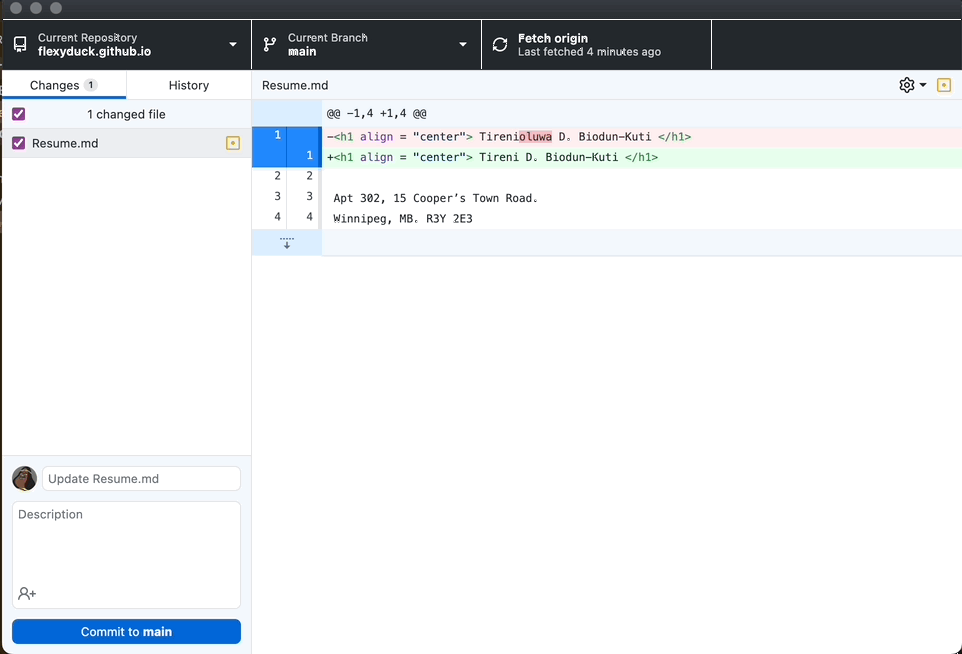 Current Repository
flexyduck.github.io
Current Branch
main
Fetch origin
Last fetched 4 minutes ago
Changes 1
History
Resume.md
1 changed file
Resume.md
@@ -1,4 +1,4 @@
1 -<h1 align = "center"> Tirenioluwa D. Biodun-Kuti </h1>
1 +<h1 align = "center"> Tireni D. Biodun-Kuti </h1>
2 2
3 3 Apt 302, 15 Cooper’s Town Road.
4 4 Winnipeg, MB. R3Y 2E3
Update Resume.md
Description
Commit to main